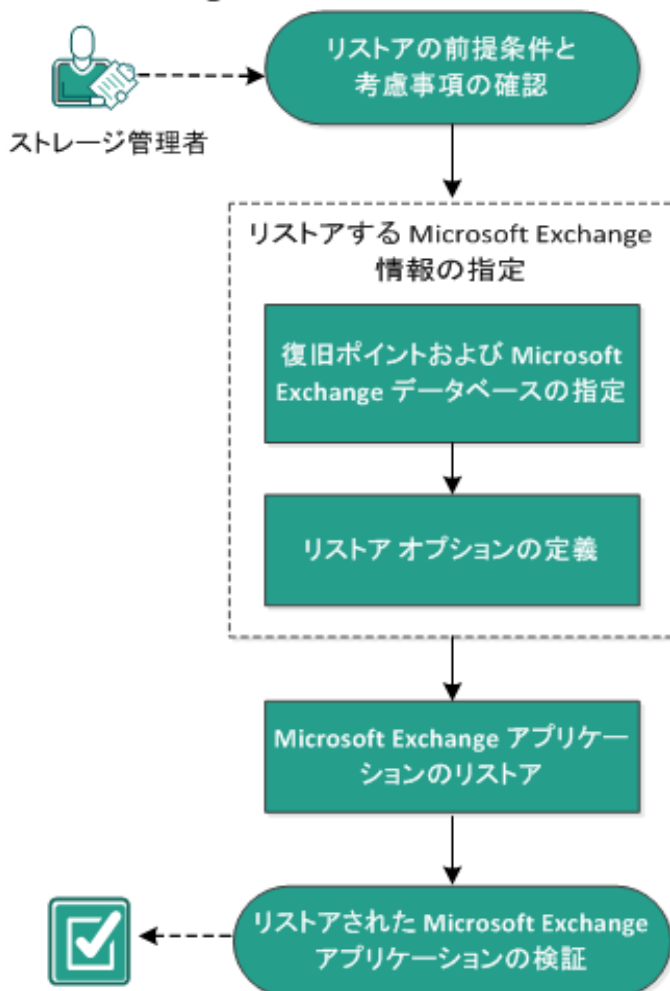 リストアの前提条件と
考慮事項の確認
ストレージ管理者
リストアする Microsoft Exchange
情報の指定
復旧ポイントおよび Microsoft
Exchange データベースの指定
リストア オプションの定義
Microsoft Exchange アプリケー
ションのリストア
リストアされた Microsoft Exchange
アプリケーションの検証